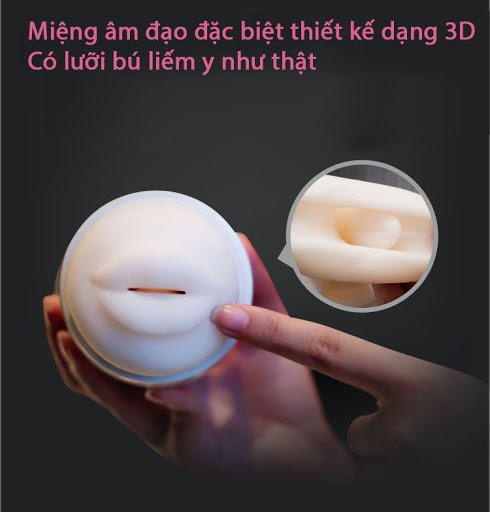 Miệng âm đạo đặc biệt thiết kế dạng 3D
Có lưỡi bú liếm y như thật